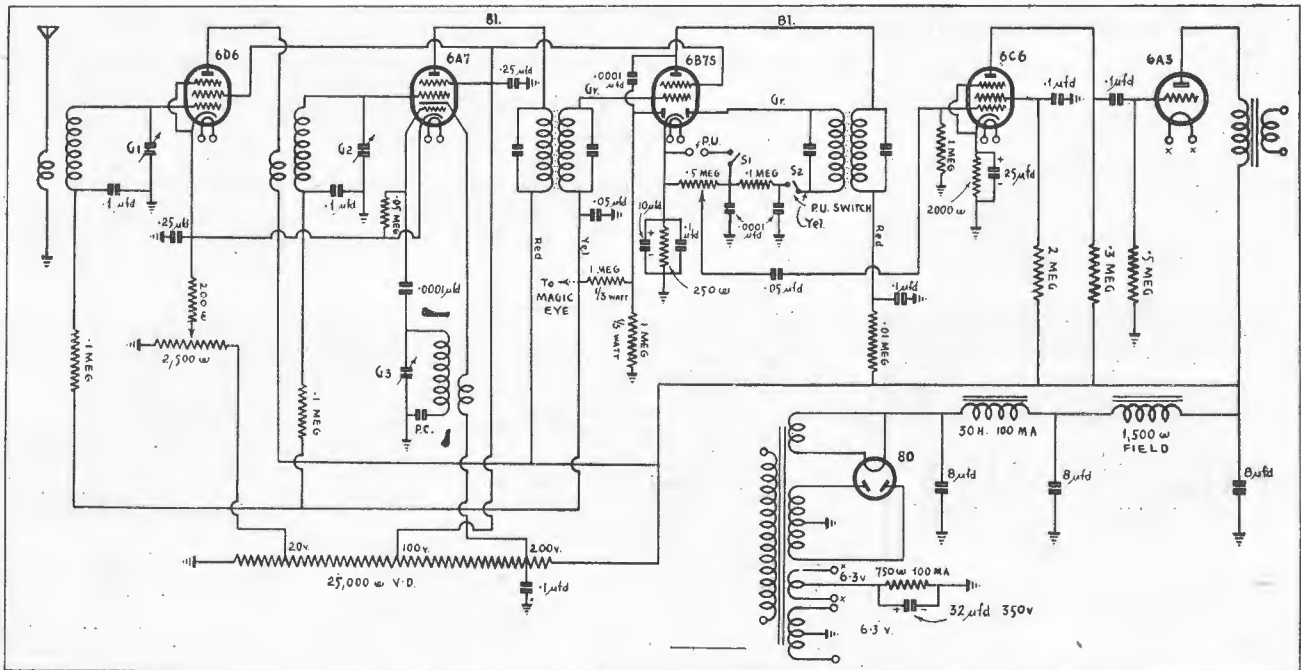 6D6
Bl.
6A7
.25 µfd
.0001 µfd
6B7S
Bl.
6C6
.1 µfd
.1 µfd
6A3
Gr.
Gr.
G1
G2
P.U.
S1
.5 MEG
.1 MEG
S2
P.U. SWITCH
Yel.
1 MEG
2000 ω
.25 µfd
x
x
.1 µfd
.1 µfd
.05 MEG
.25 µfd
.05 µfd
10 µfd
.1 µfd
.0001 µfd
250 ω
Red
Yel
Red
.0001 µfd
To MAGIC EYE
1 MEG
1/3 WATT
.05 µfd
.1 µfd
2 MEG
.3 MEG
.5 MEG
200 ω
2,500 ω
.1 MEG
.1 MEG
G3
P.C.
1 MEG
1/3 WATT
.01 MEG
30 H. 100 MA
1,500 ω
FIELD
80
8 µfd
8 µfd
8 µfd
20 v.
100 v.
200 v.
25,000 ω V.D.
.1 µfd
x
6.3 v
x
750 ω 100 MA
32 µfd 350 v
6.3 v.